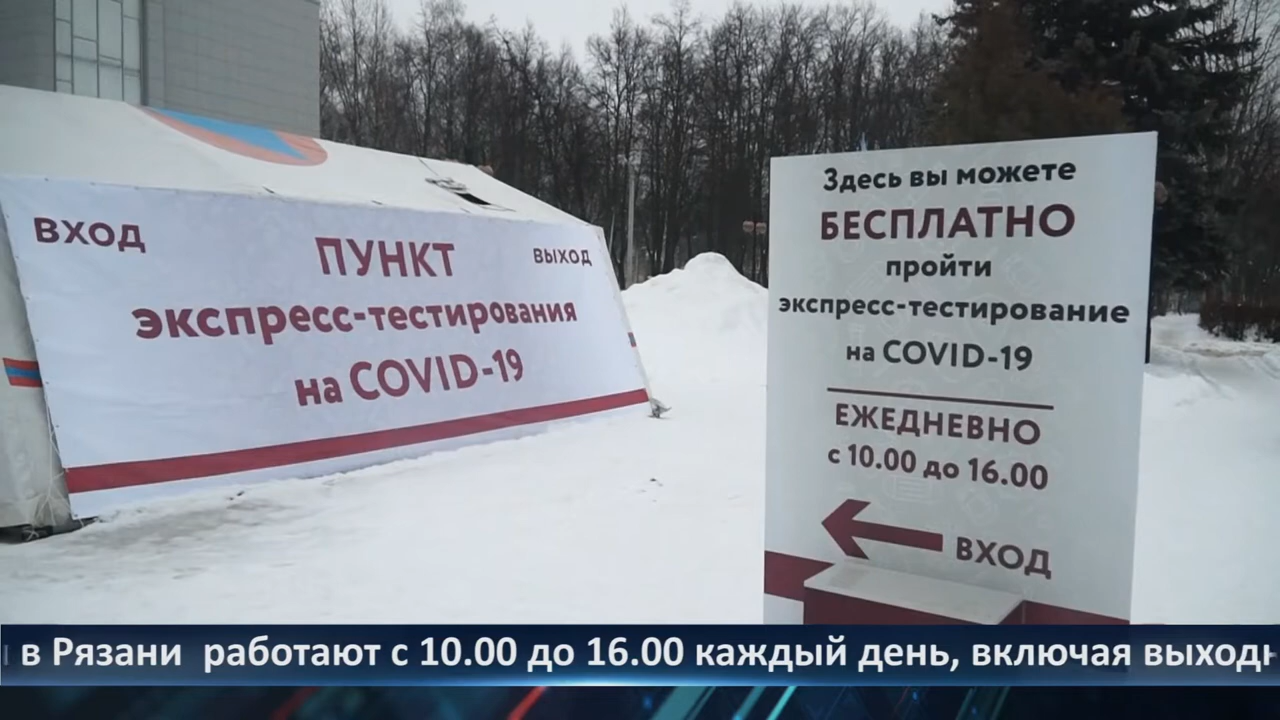 ВХОД
ПУНКТ
ВЫХОД
экспресс-тестирования
на COVID-19
Здесь вы можете
БЕСПЛАТНО
пройти
экспресс-тестирование
на COVID-19
ЕЖЕДНЕВНО
с 10.00 до 16.00
ВХОД
в Рязани работают с 10.00 до 16.00 каждый день, включая